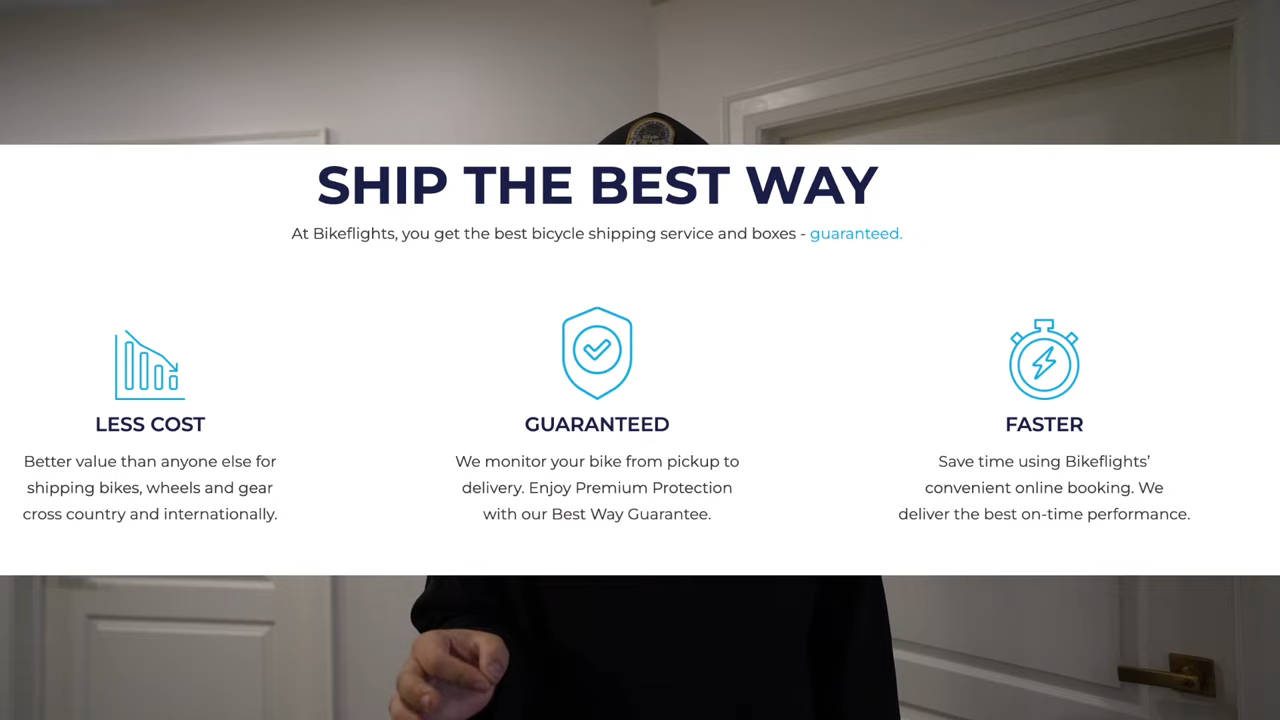 SHIP THE BEST WAY
At Bikeflights, you get the best bicycle shipping service and boxes - guaranteed.
LESS COST
Better value than anyone else for
shipping bikes, wheels and gear
cross country and internationally.
GUARANTEED
We monitor your bike from pickup to
delivery. Enjoy Premium Protection
with our Best Way Guarantee.
FASTER
Save time using Bikeflights’
convenient online booking. We
deliver the best on-time performance.